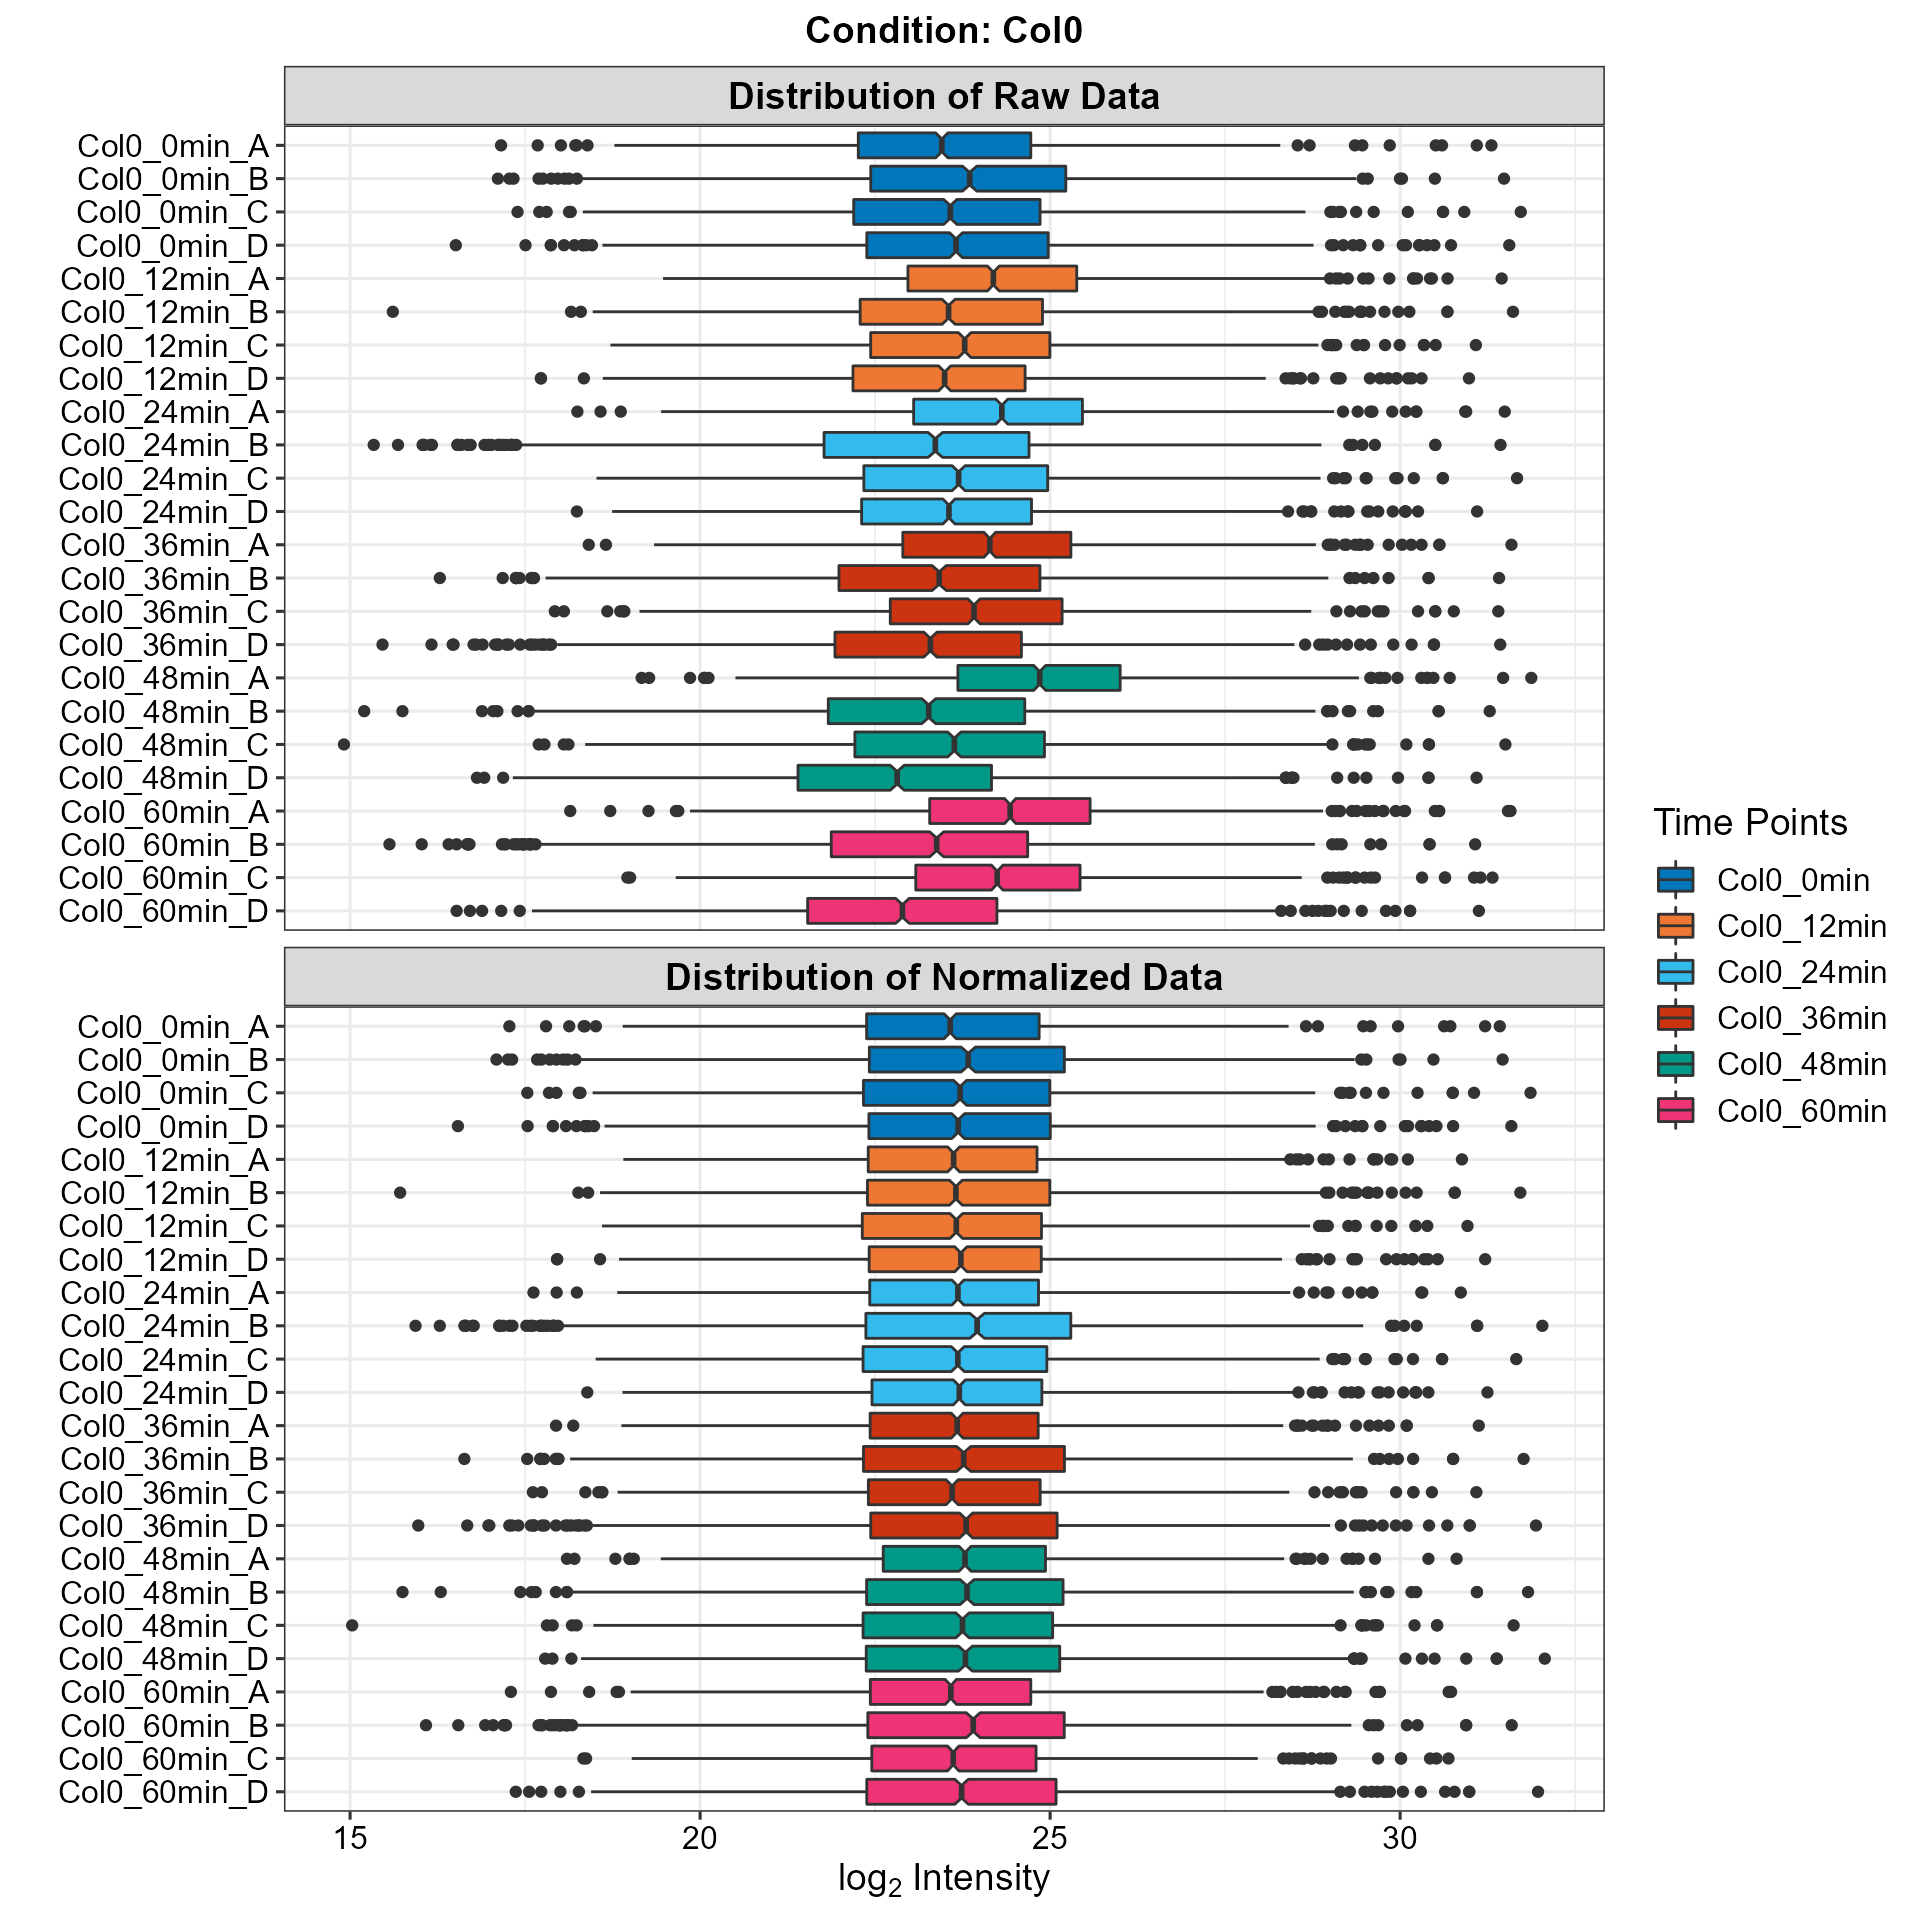 Condition: Col0
Distribution of Raw Data
Col0_0min_A
Col0_0min_B
Col0_0min_C
Col0_0min_D
Col0_12min_A
Col0_12min_B
Col0_12min_C
Col0_12min_D
Col0_24min_A
Col0_24min_B
Col0_24min_C
Col0_24min_D
Col0_36min_A
Col0_36min_B
Col0_36min_C
Col0_36min_D
Col0_48min_A
Col0_48min_B
Col0_48min_C
Col0_48min_D
Col0_60min_A
Col0_60min_B
Col0_60min_C
Col0_60min_D
Distribution of Normalized Data
Col0_0min_A
Col0_0min_B
Col0_0min_C
Col0_0min_D
Col0_12min_A
Col0_12min_B
Col0_12min_C
Col0_12min_D
Col0_24min_A
Col0_24min_B
Col0_24min_C
Col0_24min_D
Col0_36min_A
Col0_36min_B
Col0_36min_C
Col0_36min_D
Col0_48min_A
Col0_48min_B
Col0_48min_C
Col0_48min_D
Col0_60min_A
Col0_60min_B
Col0_60min_C
Col0_60min_D
15 20 25 30
log₂ Intensity
Time Points
Col0_0min
Col0_12min
Col0_24min
Col0_36min
Col0_48min
Col0_60min